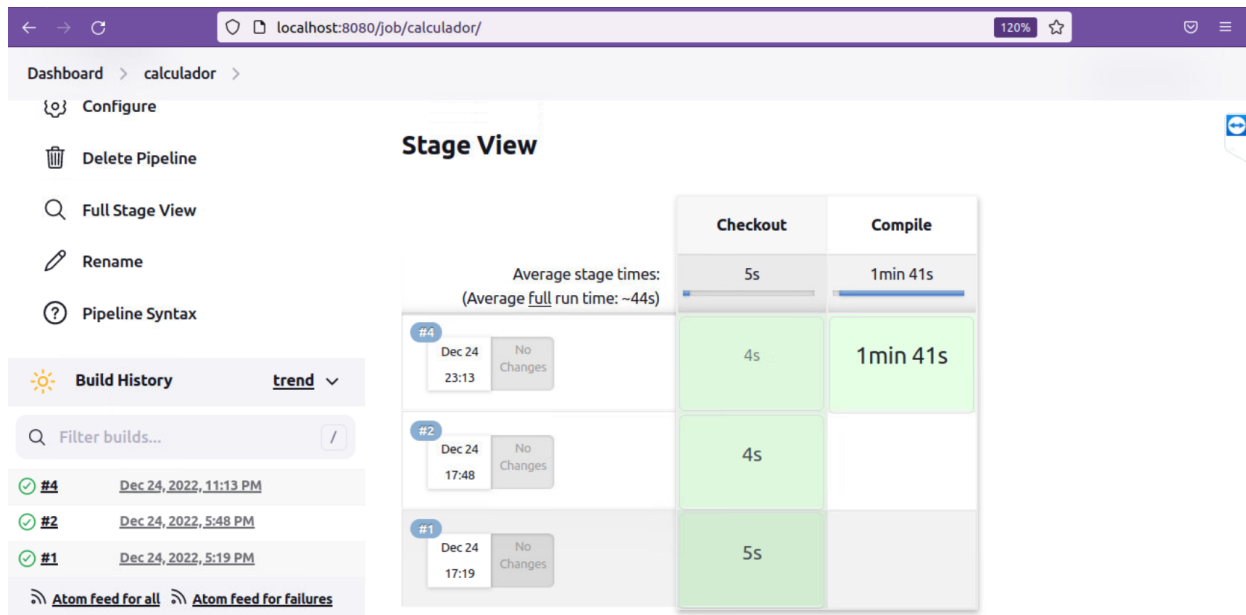 localhost:8080/job/calculador/
120%
Dashboard > calculador >
Configure
Delete Pipeline
Full Stage View
Rename
Pipeline Syntax
Build History trend
Filter builds... /
#4 Dec 24, 2022, 11:13 PM
#2 Dec 24, 2022, 5:48 PM
#1 Dec 24, 2022, 5:19 PM
Atom feed for all Atom feed for failures
Stage View
Checkout Compile
Average stage times: 5s 1min 41s
(Average full run time: ~44s)
#4
Dec 24 No
23:13 Changes
4s 1min 41s
#2
Dec 24 No
17:48 Changes
4s
#1
Dec 24 No
17:19 Changes
5s